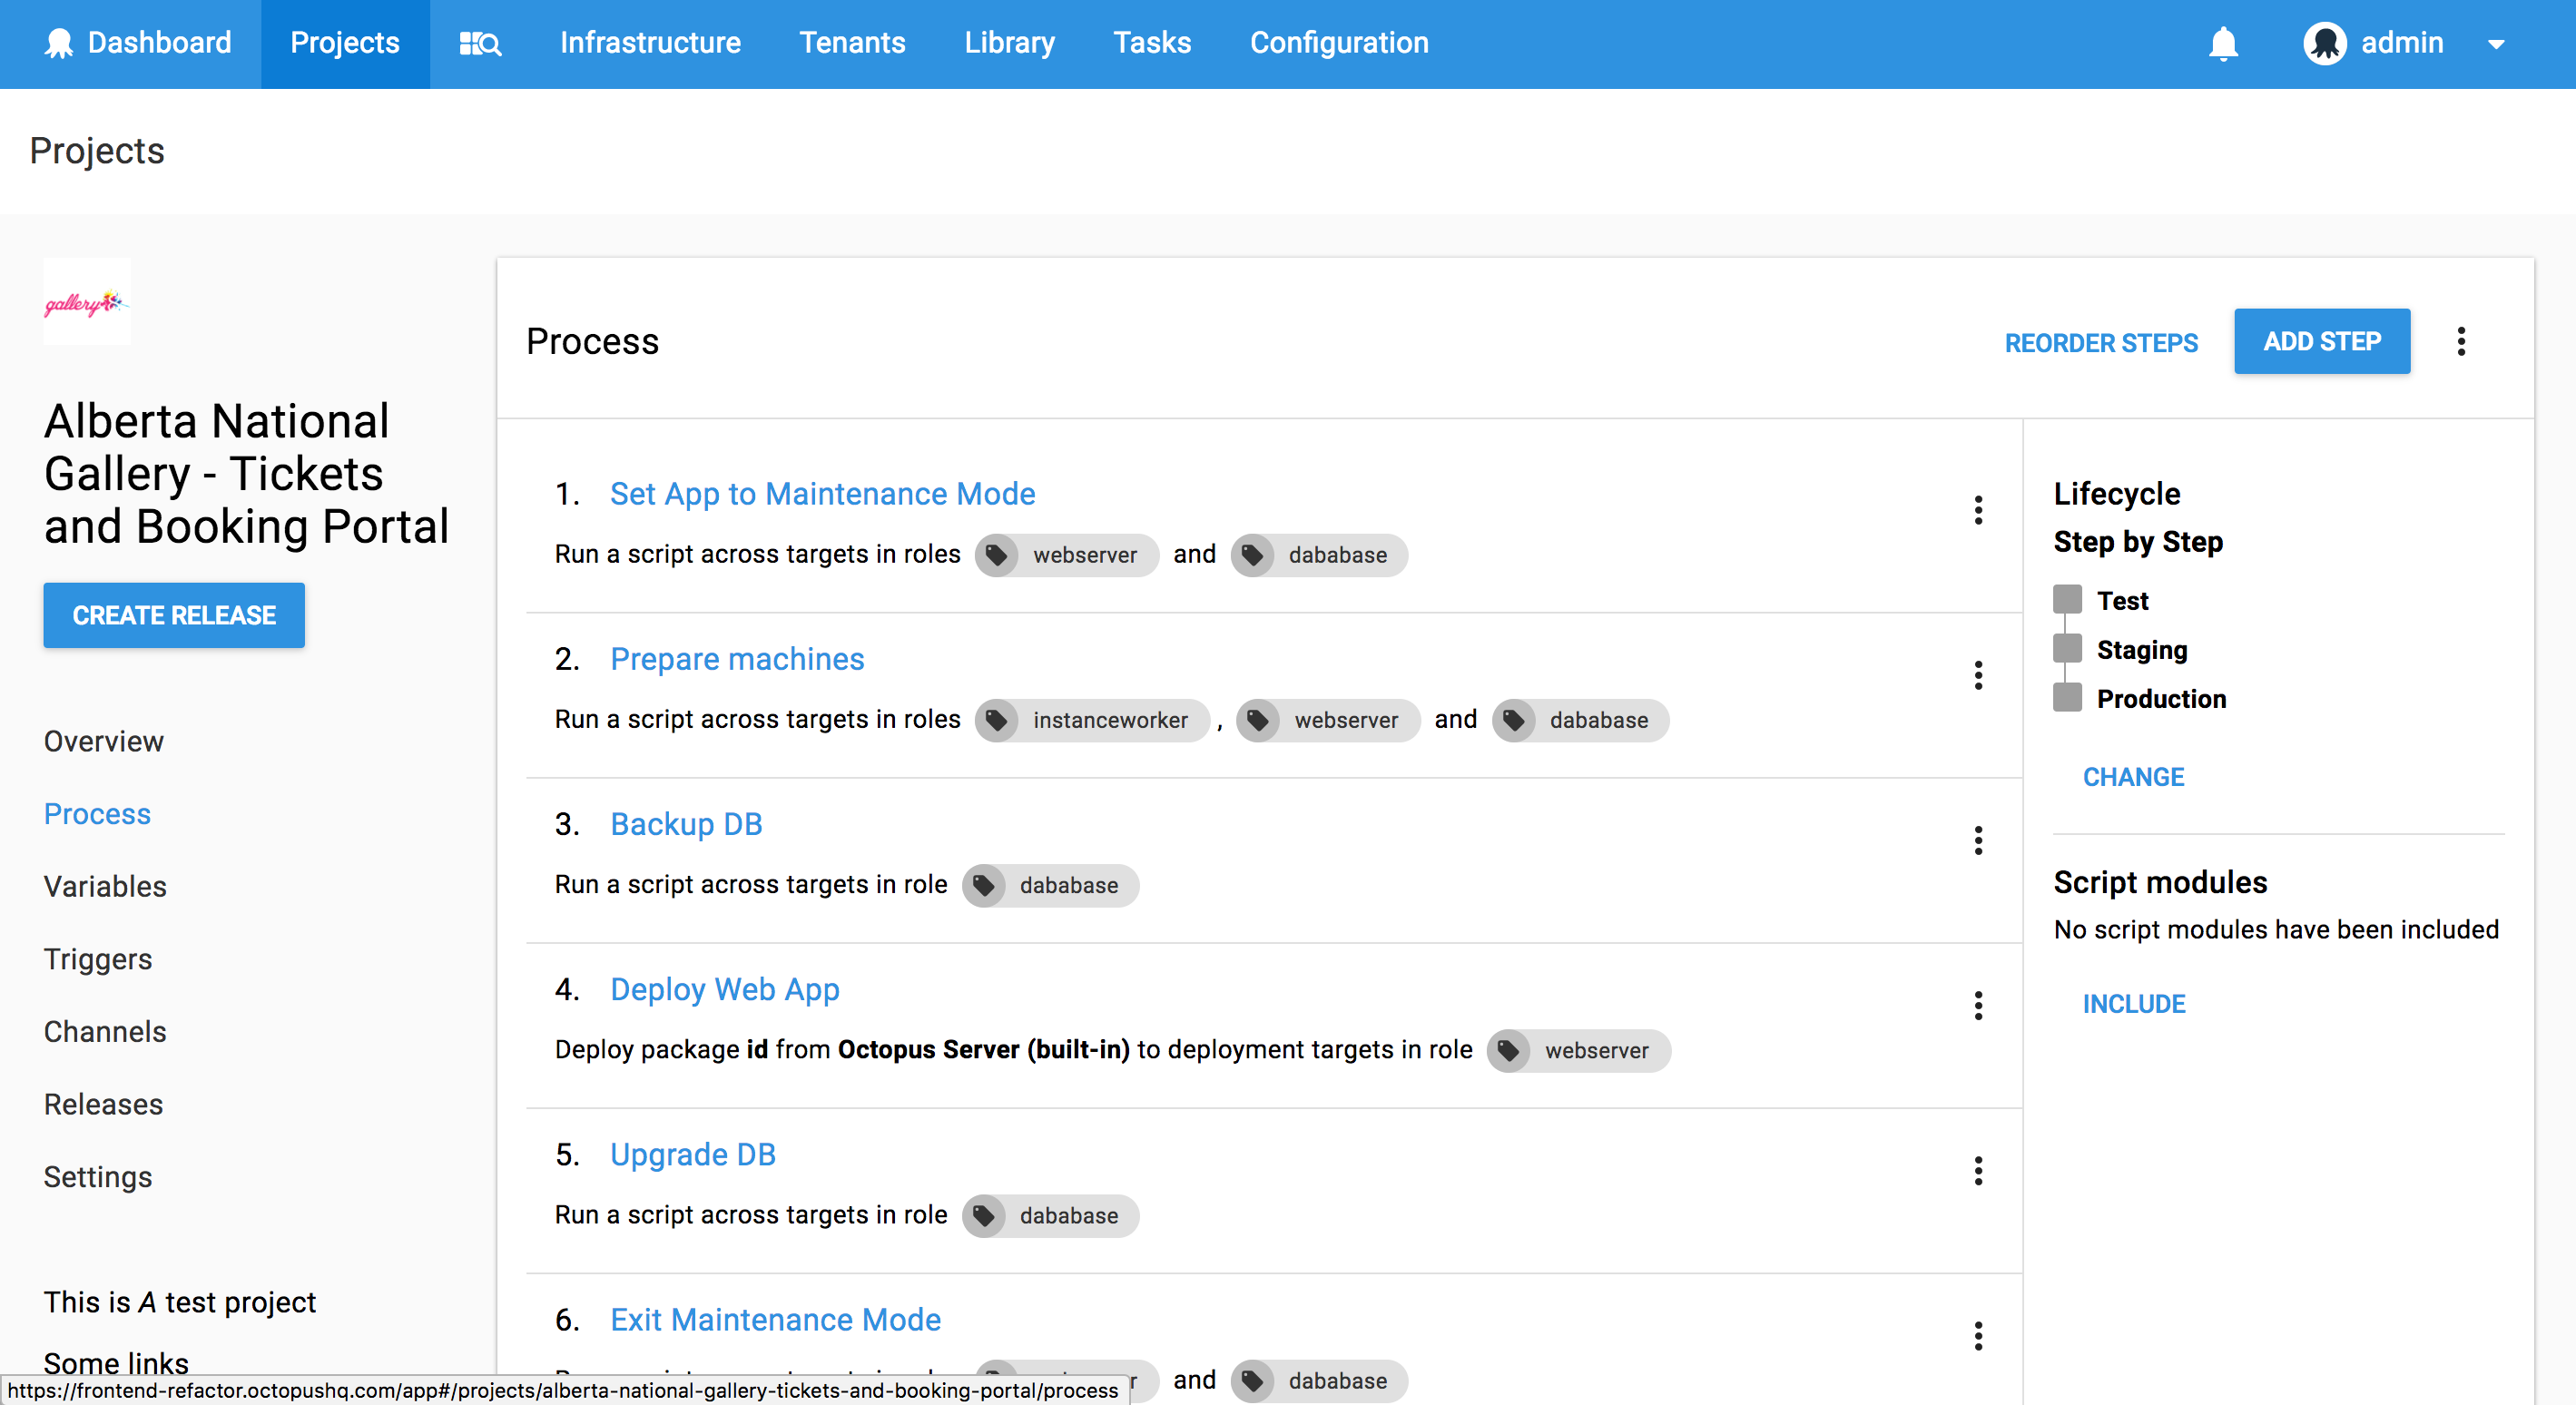 Dashboard Projects Infrastructure Tenants Library Tasks Configuration admin
Projects
gallery
Alberta National
Gallery - Tickets
and Booking Portal
CREATE RELEASE
Overview
Process
Variables
Triggers
Channels
Releases
Settings
This is A test project
Some links
Process
REORDER STEPS ADD STEP
1. Set App to Maintenance Mode
Run a script across targets in roles webserver and dababase
2. Prepare machines
Run a script across targets in roles instanceworker , webserver and dababase
3. Backup DB
Run a script across targets in role dababase
4. Deploy Web App
Deploy package id from Octopus Server (built-in) to deployment targets in role webserver
5. Upgrade DB
Run a script across targets in role dababase
6. Exit Maintenance Mode
and dababase
Lifecycle
Step by Step
Test
Staging
Production
CHANGE
Script modules
No script modules have been included
INCLUDE
https://frontend-refactor.octopushq.com/app#/projects/alberta-national-gallery-tickets-and-booking-portal/process